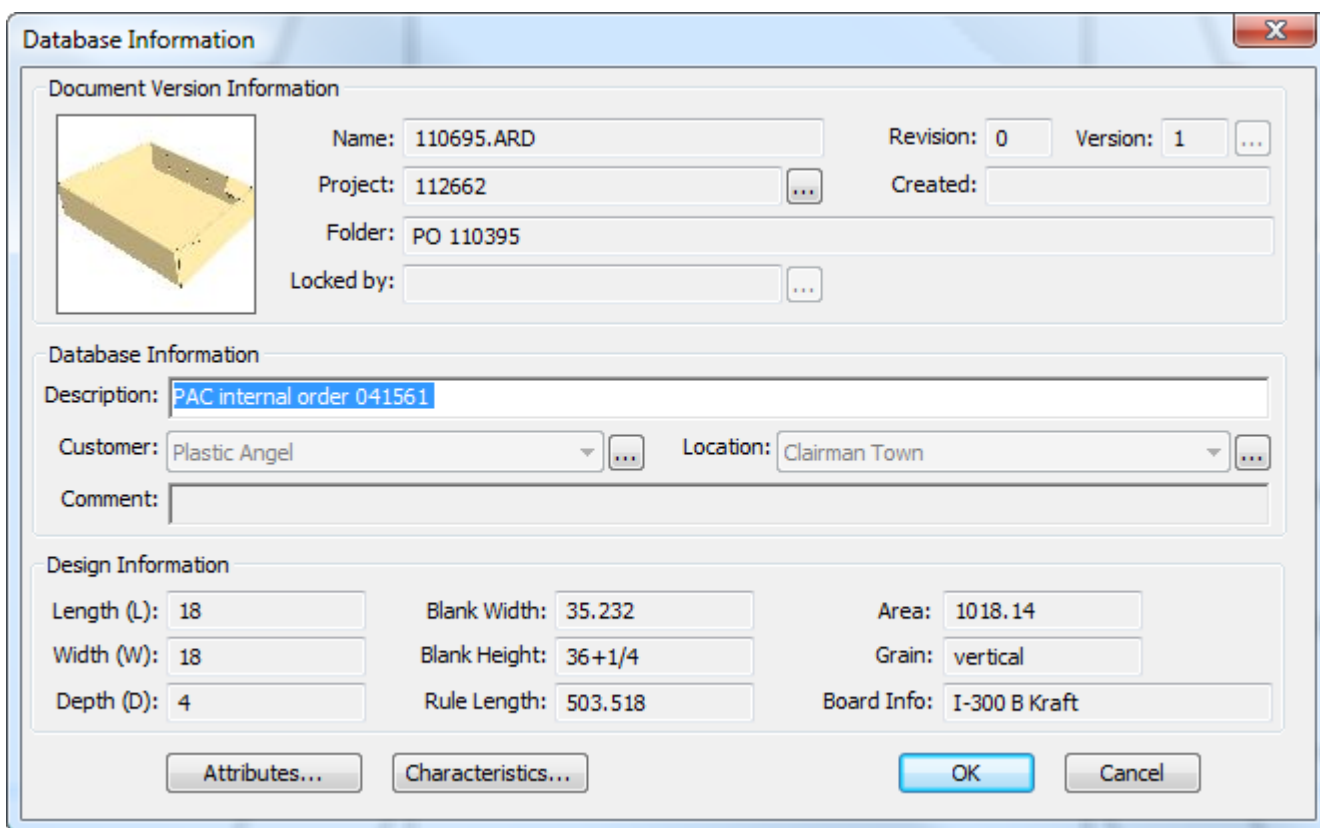 Database Information
Document Version Information
Name: 110695.ARD Revision: 0 Version: 1 ...
Project: 112662 ... Created:
Folder: PO 110395
Locked by: ...
Database Information
Description: PAC internal order 041561
Customer: Plastic Angel ... Location: Clairman Town ...
Comment:
Design Information
Length (L): 18 Blank Width: 35.232 Area: 1018.14
Width (W): 18 Blank Height: 36+1/4 Grain: vertical
Depth (D): 4 Rule Length: 503.518 Board Info: I-300 B Kraft
Attributes... Characteristics... OK Cancel